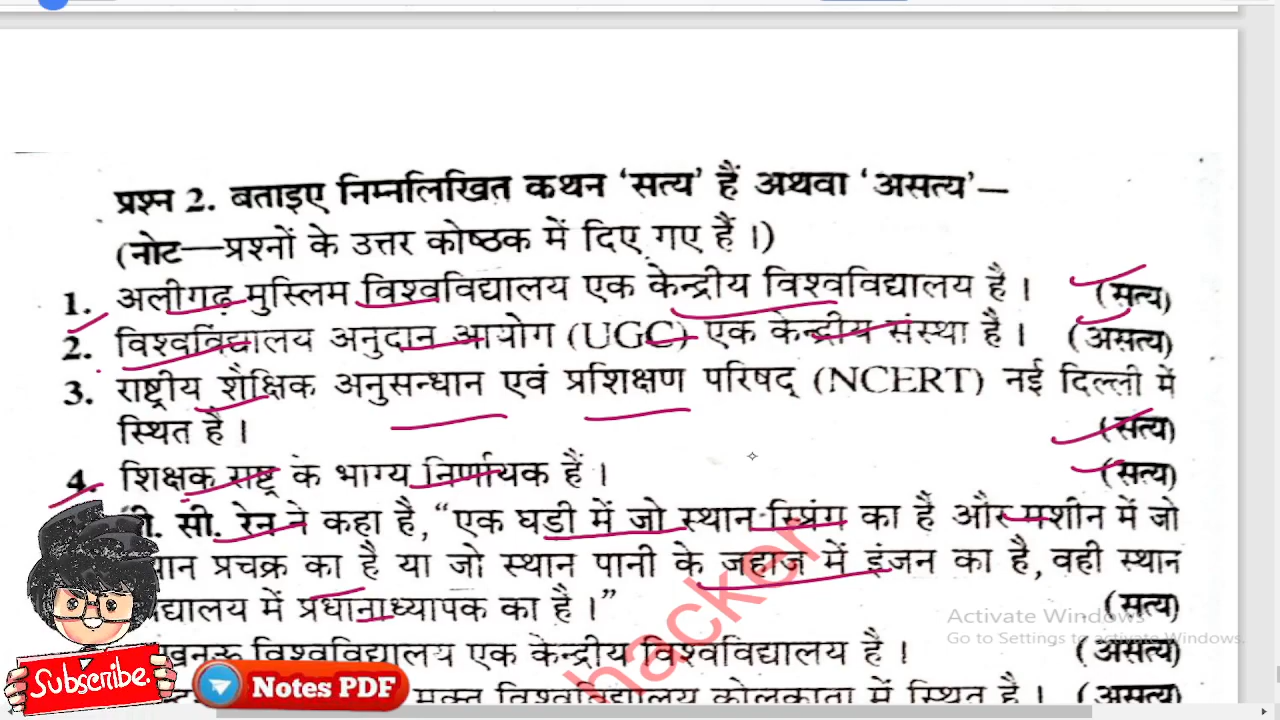 प्रश्न 2. बताइए निम्नलिखित कथन ‘सत्य’ हैं अथवा ‘असत्य’—
(नोट—प्रश्नों के उत्तर कोष्ठक में दिए गए हैं।)
1. अलीगढ़ मुस्लिम विश्वविद्यालय एक केन्द्रीय विश्वविद्यालय है। (सत्य)
2. विश्वविद्यालय अनुदान आयोग (UGC) एक केन्द्रीय संस्था है। (असत्य)
3. राष्ट्रीय शैक्षिक अनुसन्धान एवं प्रशिक्षण परिषद् (NCERT) नई दिल्ली में
स्थित है। (सत्य)
4. शिक्षक राष्ट्र के भाग्य निर्णायक हैं। (सत्य)
सी. रेन ने कहा है, “एक घड़ी में जो स्थान स्प्रिंग का है और मशीन में जो
प्रचक्र का है या जो स्थान पानी के जहाज में इंजन का है, वही स्थान
में प्रधानाध्यापक का है।” (सत्य)
विश्वविद्यालय एक केन्द्रीय विश्वविद्यालय है। (असत्य)
मुक्त विश्वविद्यालय कोलकाता में स्थित है। (असत्य)
hacker
Activate Windows
Go to Settings to activate Windows.
Subscribe.
Notes PDF